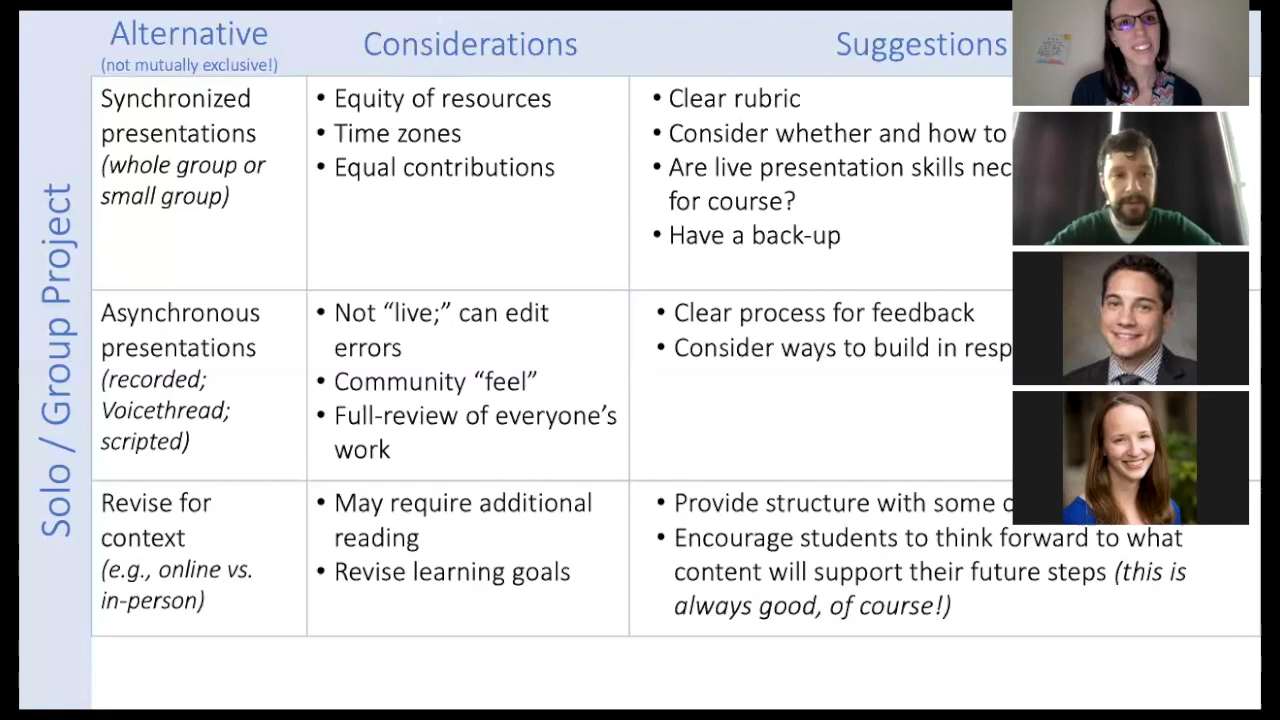 Alternative
(not mutually exclusive!)
Considerations
Suggestions
Solo / Group Project
Synchronized
presentations
(whole group or
small group)
• Equity of resources
• Time zones
• Equal contributions
• Clear rubric
• Consider whether and how to
• Are live presentation skills
for course?
• Have a back-up
Asynchronous
presentations
(recorded;
Voicethread;
scripted)
• Not “live;” can edit
errors
• Community “feel”
• Full-review of everyone’s
work
• Clear process for feedback
• Consider ways to build in
Revise for
context
(e.g., online vs.
in-person)
• May require additional
reading
• Revise learning goals
• Provide structure with some
• Encourage students to think forward to what
content will support their future steps (this is
always good, of course!)